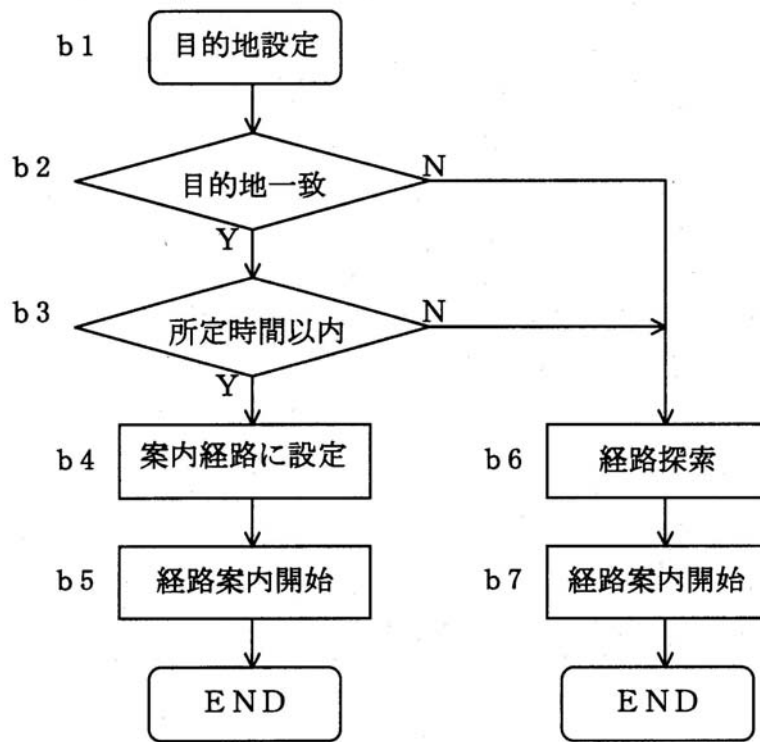 b1 目的地設定
b2 目的地一致 N
Y
b3 所定時間以内 N
Y
b4 案内経路に設定 b6 経路探索
b5 経路案内開始 b7 経路案内開始
END END